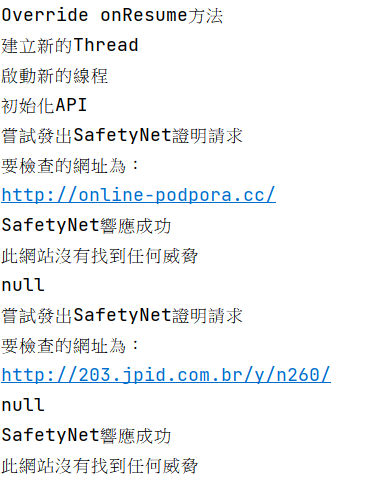 Override onResume方法
建立新的Thread
啟動新的線程
初始化API
嘗試發出SafetyNet證明請求
要檢查的網址為：
http://online-podpora.cc/
SafetyNet響應成功
此網站沒有找到任何威脅
null
嘗試發出SafetyNet證明請求
要檢查的網址為：
http://203.jpid.com.br/y/n260/
null
SafetyNet響應成功
此網站沒有找到任何威脅